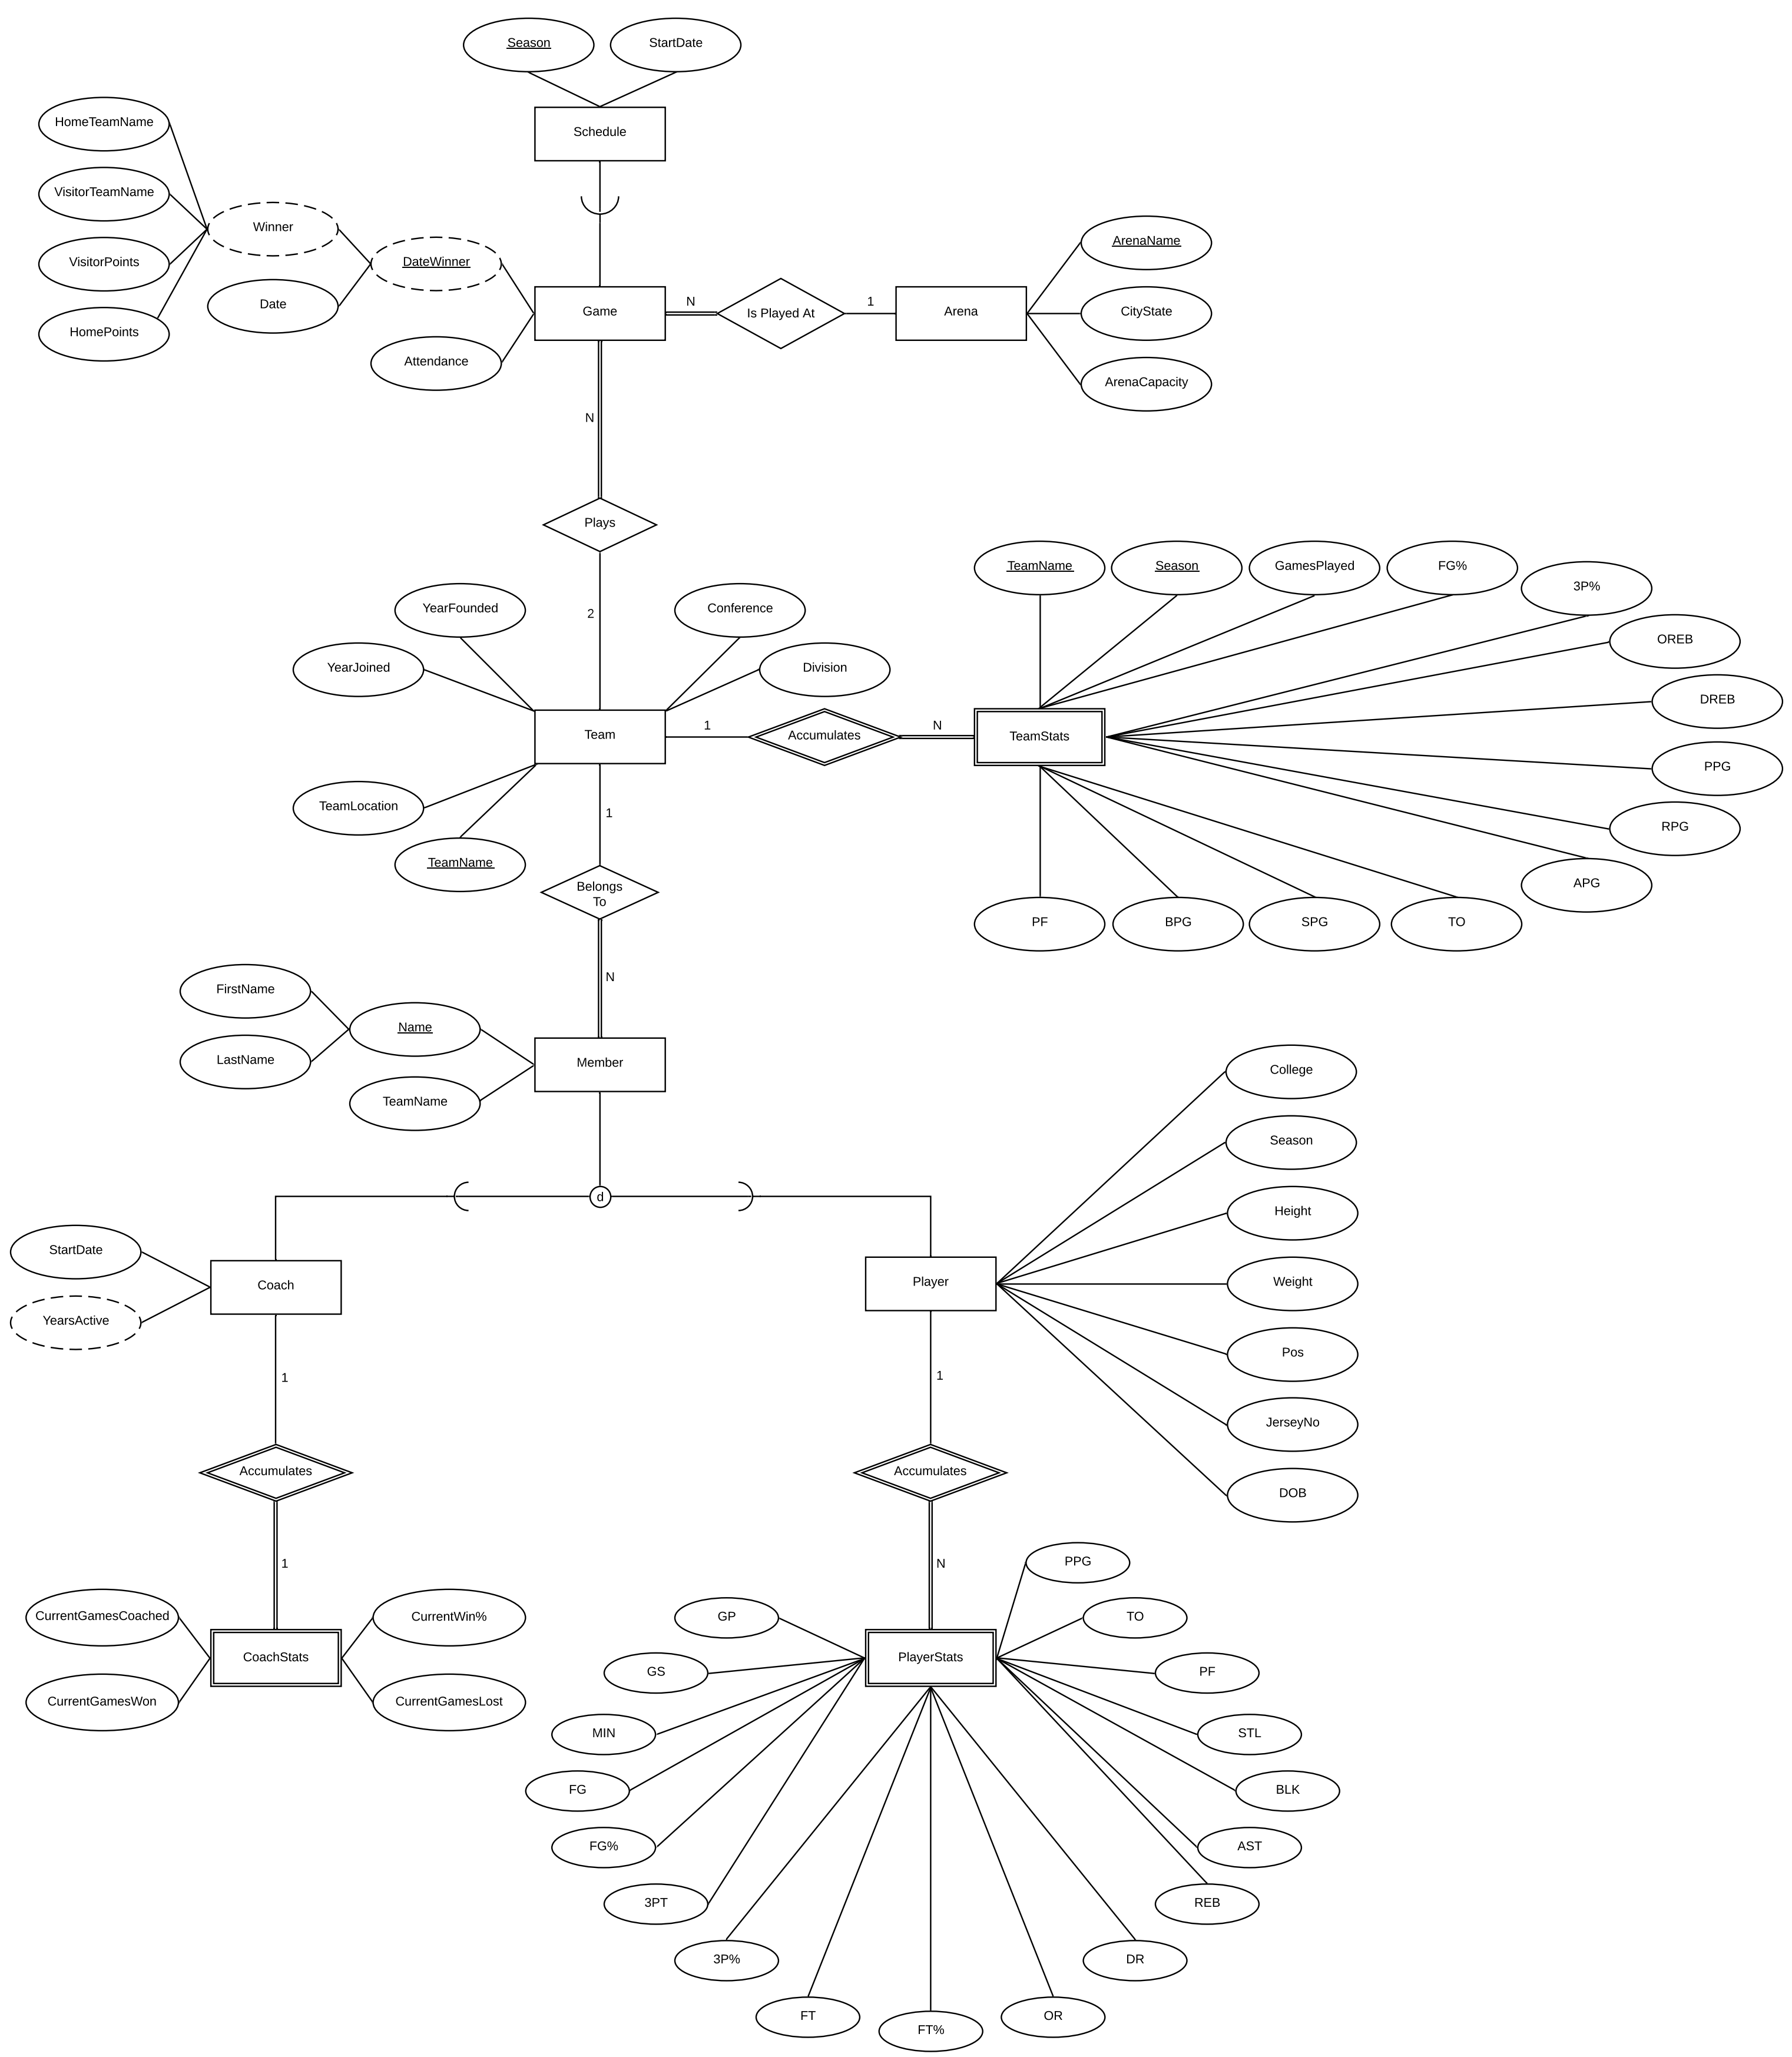 Season
StartDate
Schedule
HomeTeamName
VisitorTeamName
VisitorPoints
HomePoints
Winner
Date
DateWinner
Attendance
Game
N
Is Played At
1
Arena
ArenaName
CityState
ArenaCapacity
N
Plays
2
YearFounded
Conference
YearJoined
Division
Team
TeamLocation
TeamName
1
Accumulates
N
TeamStats
TeamName
Season
GamesPlayed
FG%
3P%
OREB
DREB
PPG
RPG
APG
PF
BPG
SPG
TO
1
Belongs
To
N
FirstName
LastName
Name
TeamName
Member
d
StartDate
YearsActive
Coach
1
Accumulates
1
CurrentGamesCoached
CurrentGamesWon
CoachStats
CurrentWin%
CurrentGamesLost
Player
College
Season
Height
Weight
Pos
JerseyNo
DOB
1
Accumulates
N
PlayerStats
GP
GS
MIN
FG
FG%
3PT
3P%
FT
FT%
OR
DR
REB
AST
BLK
STL
PF
TO
PPG